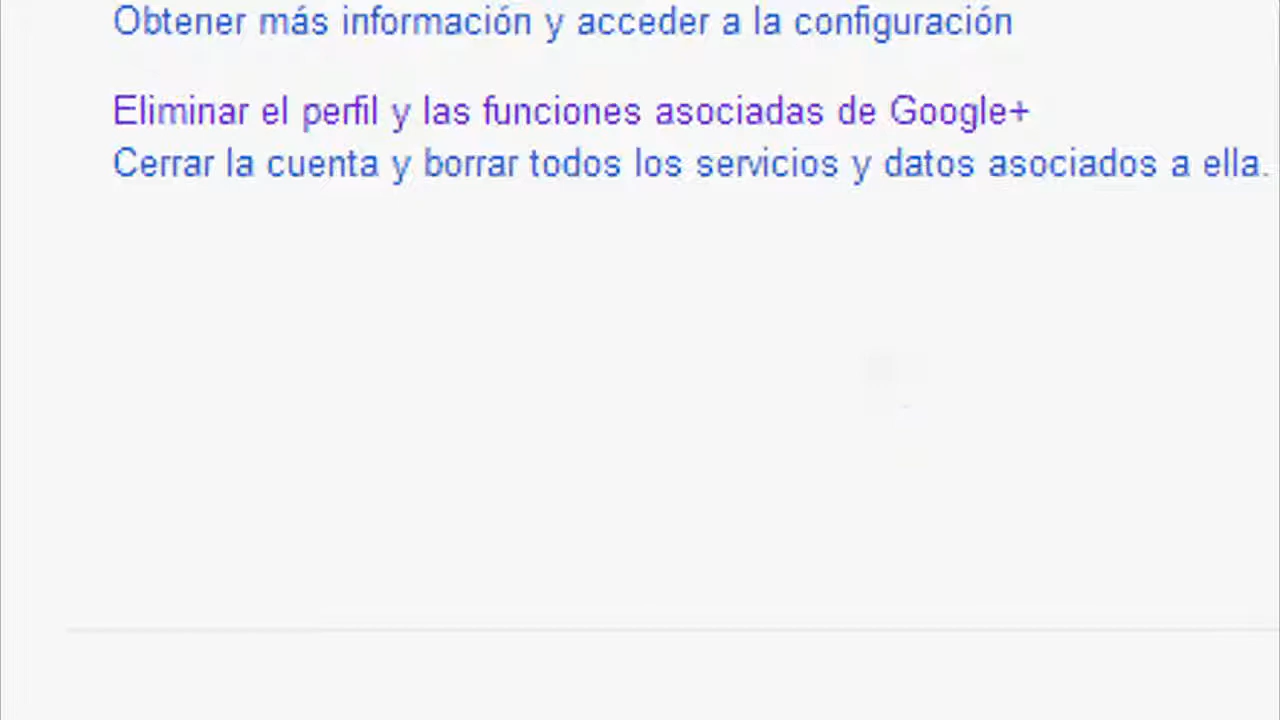 Obtener más información y acceder a la configuración
Eliminar el perfil y las funciones asociadas de Google+
Cerrar la cuenta y borrar todos los servicios y datos asociados a ella.